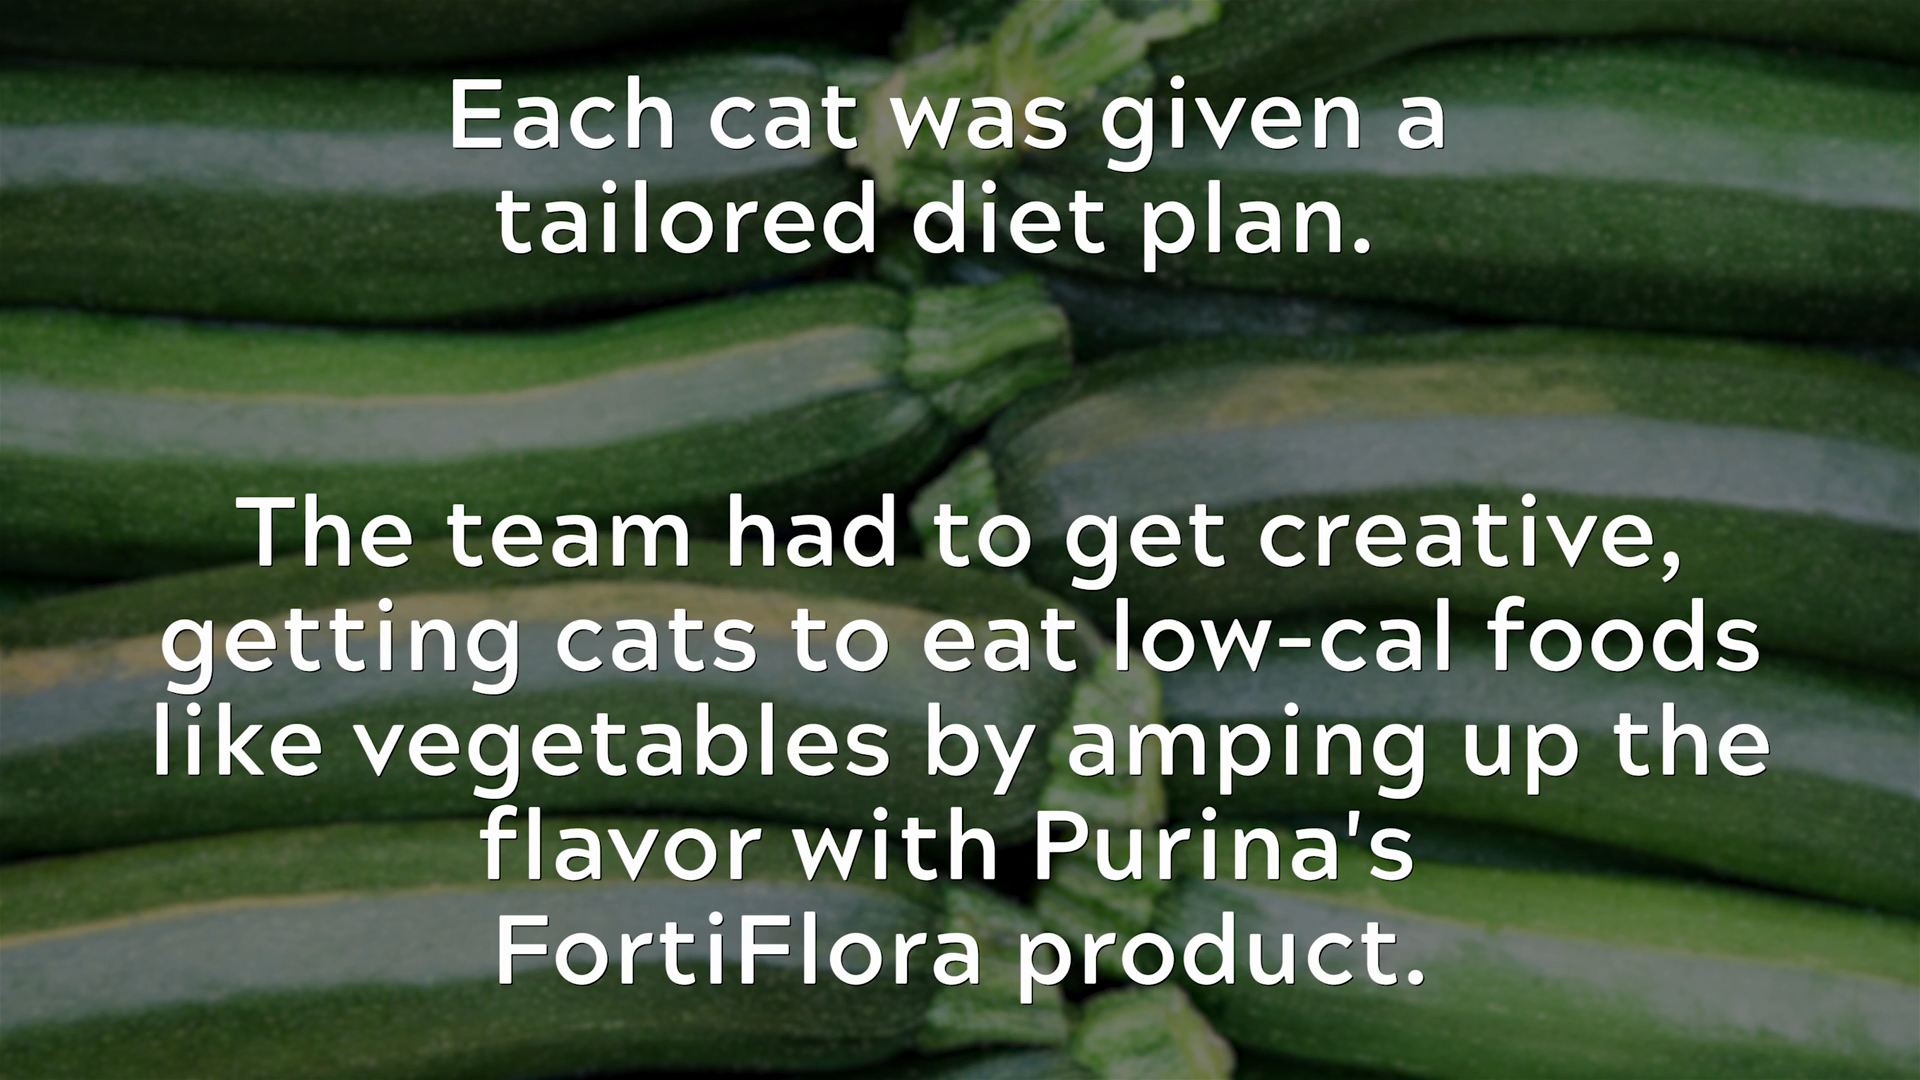 Each cat was given a
tailored diet plan.
The team had to get creative,
getting cats to eat low-cal foods
like vegetables by amping up the
flavor with Purina's
FortiFlora product.